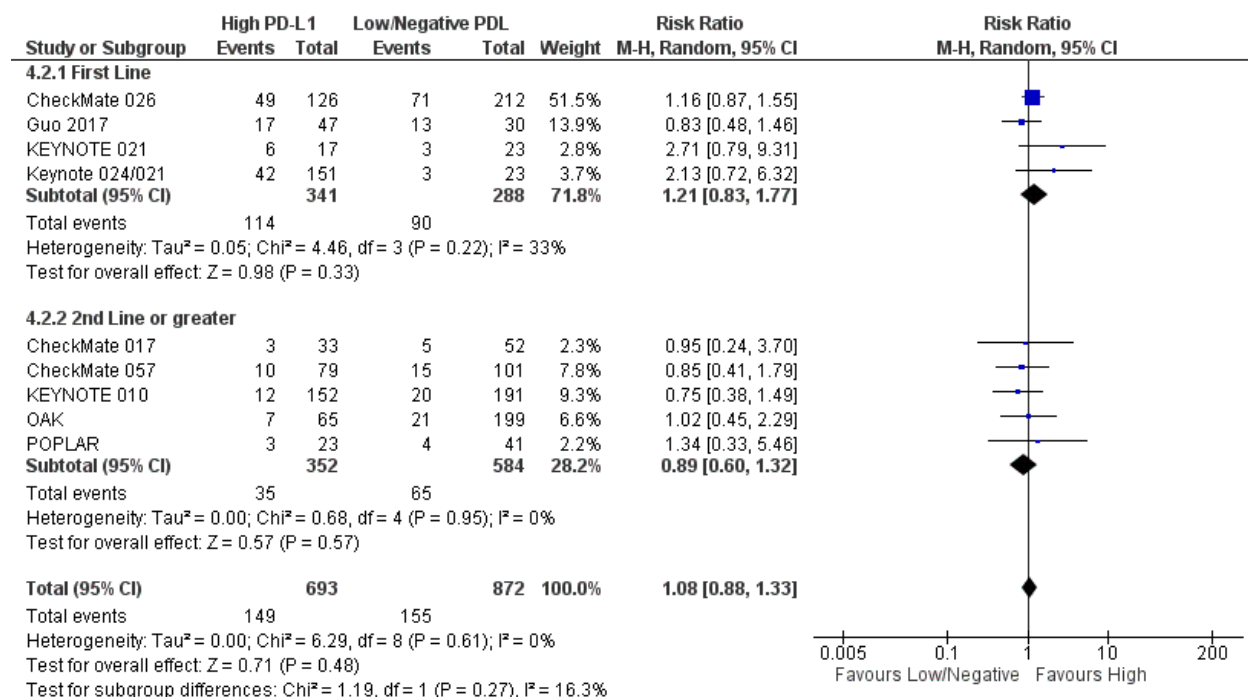 High PD-L1 Low/Negative PDL Risk Ratio Risk Ratio
Study or Subgroup Events Total Events Total Weight M-H, Random, 95% CI M-H, Random, 95% CI
4.2.1 First Line
CheckMate 026 49 126 71 212 51.5% 1.16 [0.87, 1.55]
Guo 2017 17 47 13 30 13.9% 0.83 [0.48, 1.46]
KEYNOTE 021 6 17 3 23 2.8% 2.71 [0.79, 9.31]
Keynote 024/021 42 151 3 23 3.7% 2.13 [0.72, 6.32]
Subtotal (95% CI) 341 288 71.8% 1.21 [0.83, 1.77]
Total events 114 90
Heterogeneity: Tau² = 0.05; Chi² = 4.46, df = 3 (P = 0.22); I² = 33%
Test for overall effect: Z = 0.98 (P = 0.33)
4.2.2 2nd Line or greater
CheckMate 017 3 33 5 52 2.3% 0.95 [0.24, 3.70]
CheckMate 057 10 79 15 101 7.8% 0.85 [0.41, 1.79]
KEYNOTE 010 12 152 20 191 9.3% 0.75 [0.38, 1.49]
OAK 7 65 21 199 6.6% 1.02 [0.45, 2.29]
POPLAR 3 23 4 41 2.2% 1.34 [0.33, 5.46]
Subtotal (95% CI) 352 584 28.2% 0.89 [0.60, 1.32]
Total events 35 65
Heterogeneity: Tau² = 0.00; Chi² = 0.68, df = 4 (P = 0.95); I² = 0%
Test for overall effect: Z = 0.57 (P = 0.57)
Total (95% CI) 693 872 100.0% 1.08 [0.88, 1.33]
Total events 149 155
Heterogeneity: Tau² = 0.00; Chi² = 6.29, df = 8 (P = 0.61); I² = 0%
Test for overall effect: Z = 0.71 (P = 0.48)
Test for subgroup differences: Chi² = 1.19, df = 1 (P = 0.27), I² = 16.3%
0.005 0.1 1 10 200
Favours Low/Negative Favours High